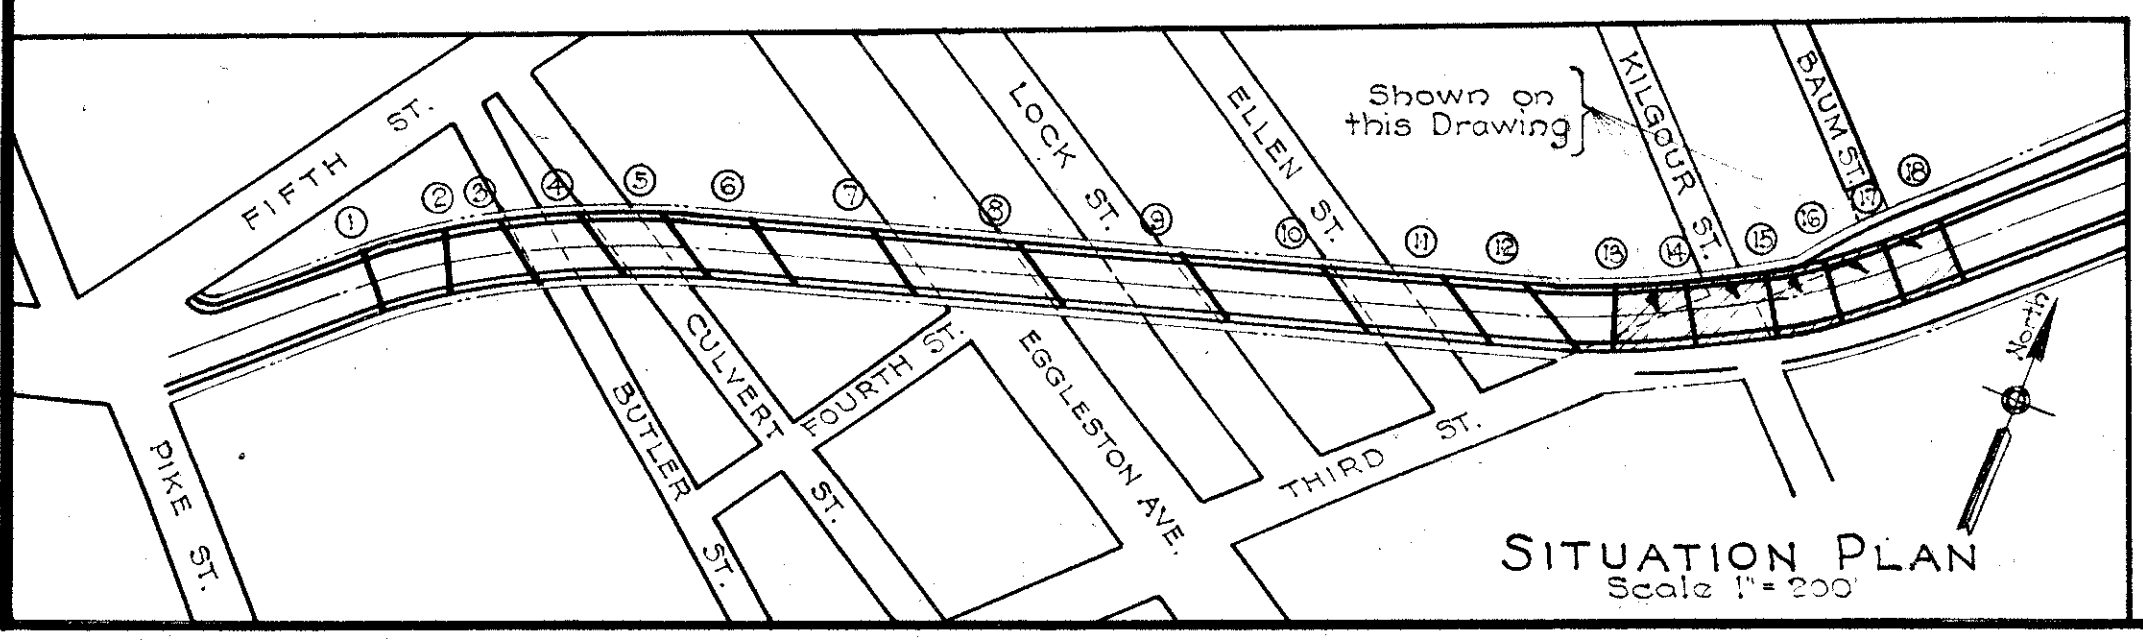 FIFTH ST.
1
2
3
4
5
6
7
8
9
10
11
12
13
14
15
16
17
18
LOCK ST.
ELLEN ST.
Shown on
this Drawing
KILGOUR ST.
BAUM ST.
PIKE ST.
BUTLER ST.
CULVERT ST.
FOURTH ST.
EGGLESTON AVE.
THIRD ST.
North
SITUATION PLAN
Scale 1" = 200'